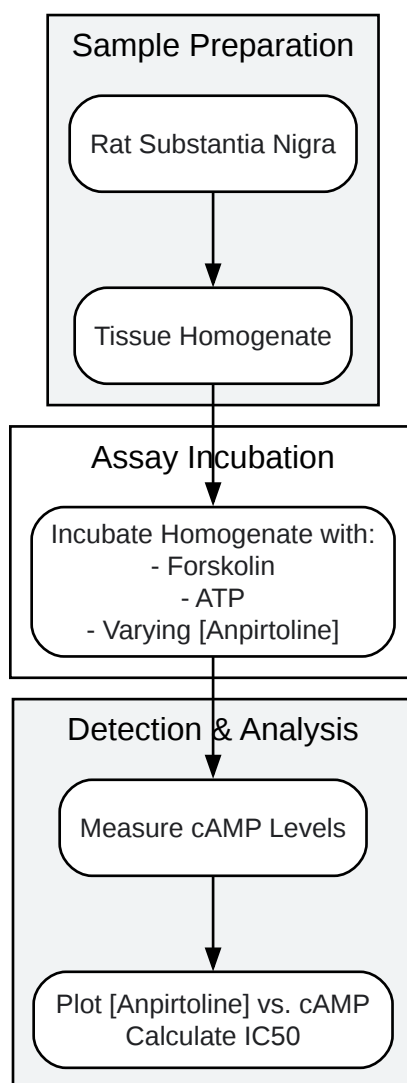 Sample Preparation
Rat Substantia Nigra
Tissue Homogenate
Assay Incubation
Incubate Homogenate with:
- Forskolin
- ATP
- Varying [Anpirtoline]
Detection & Analysis
Measure cAMP Levels
Plot [Anpirtoline] vs. cAMP
Calculate IC50